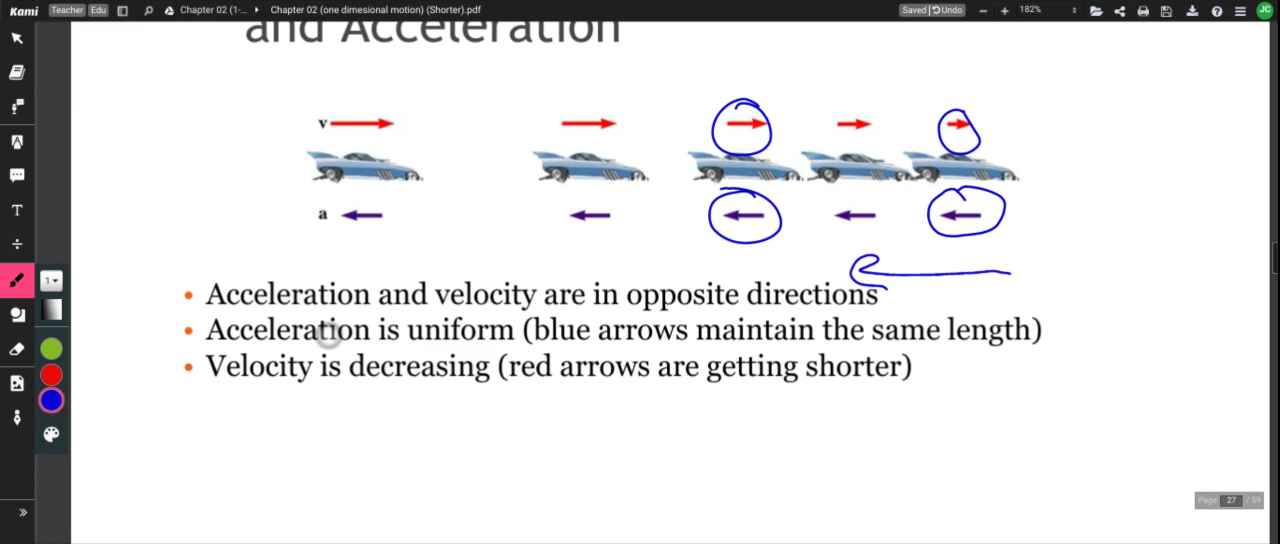 Kami Teacher Edu Chapter 02 (1-... Chapter 02 (one dimesional motion) (Shorter).pdf Saved Undo 182% JC
and Acceleration
v
a
• Acceleration and velocity are in opposite directions
• Acceleration is uniform (blue arrows maintain the same length)
• Velocity is decreasing (red arrows are getting shorter)
1
T
Page 27 / 59